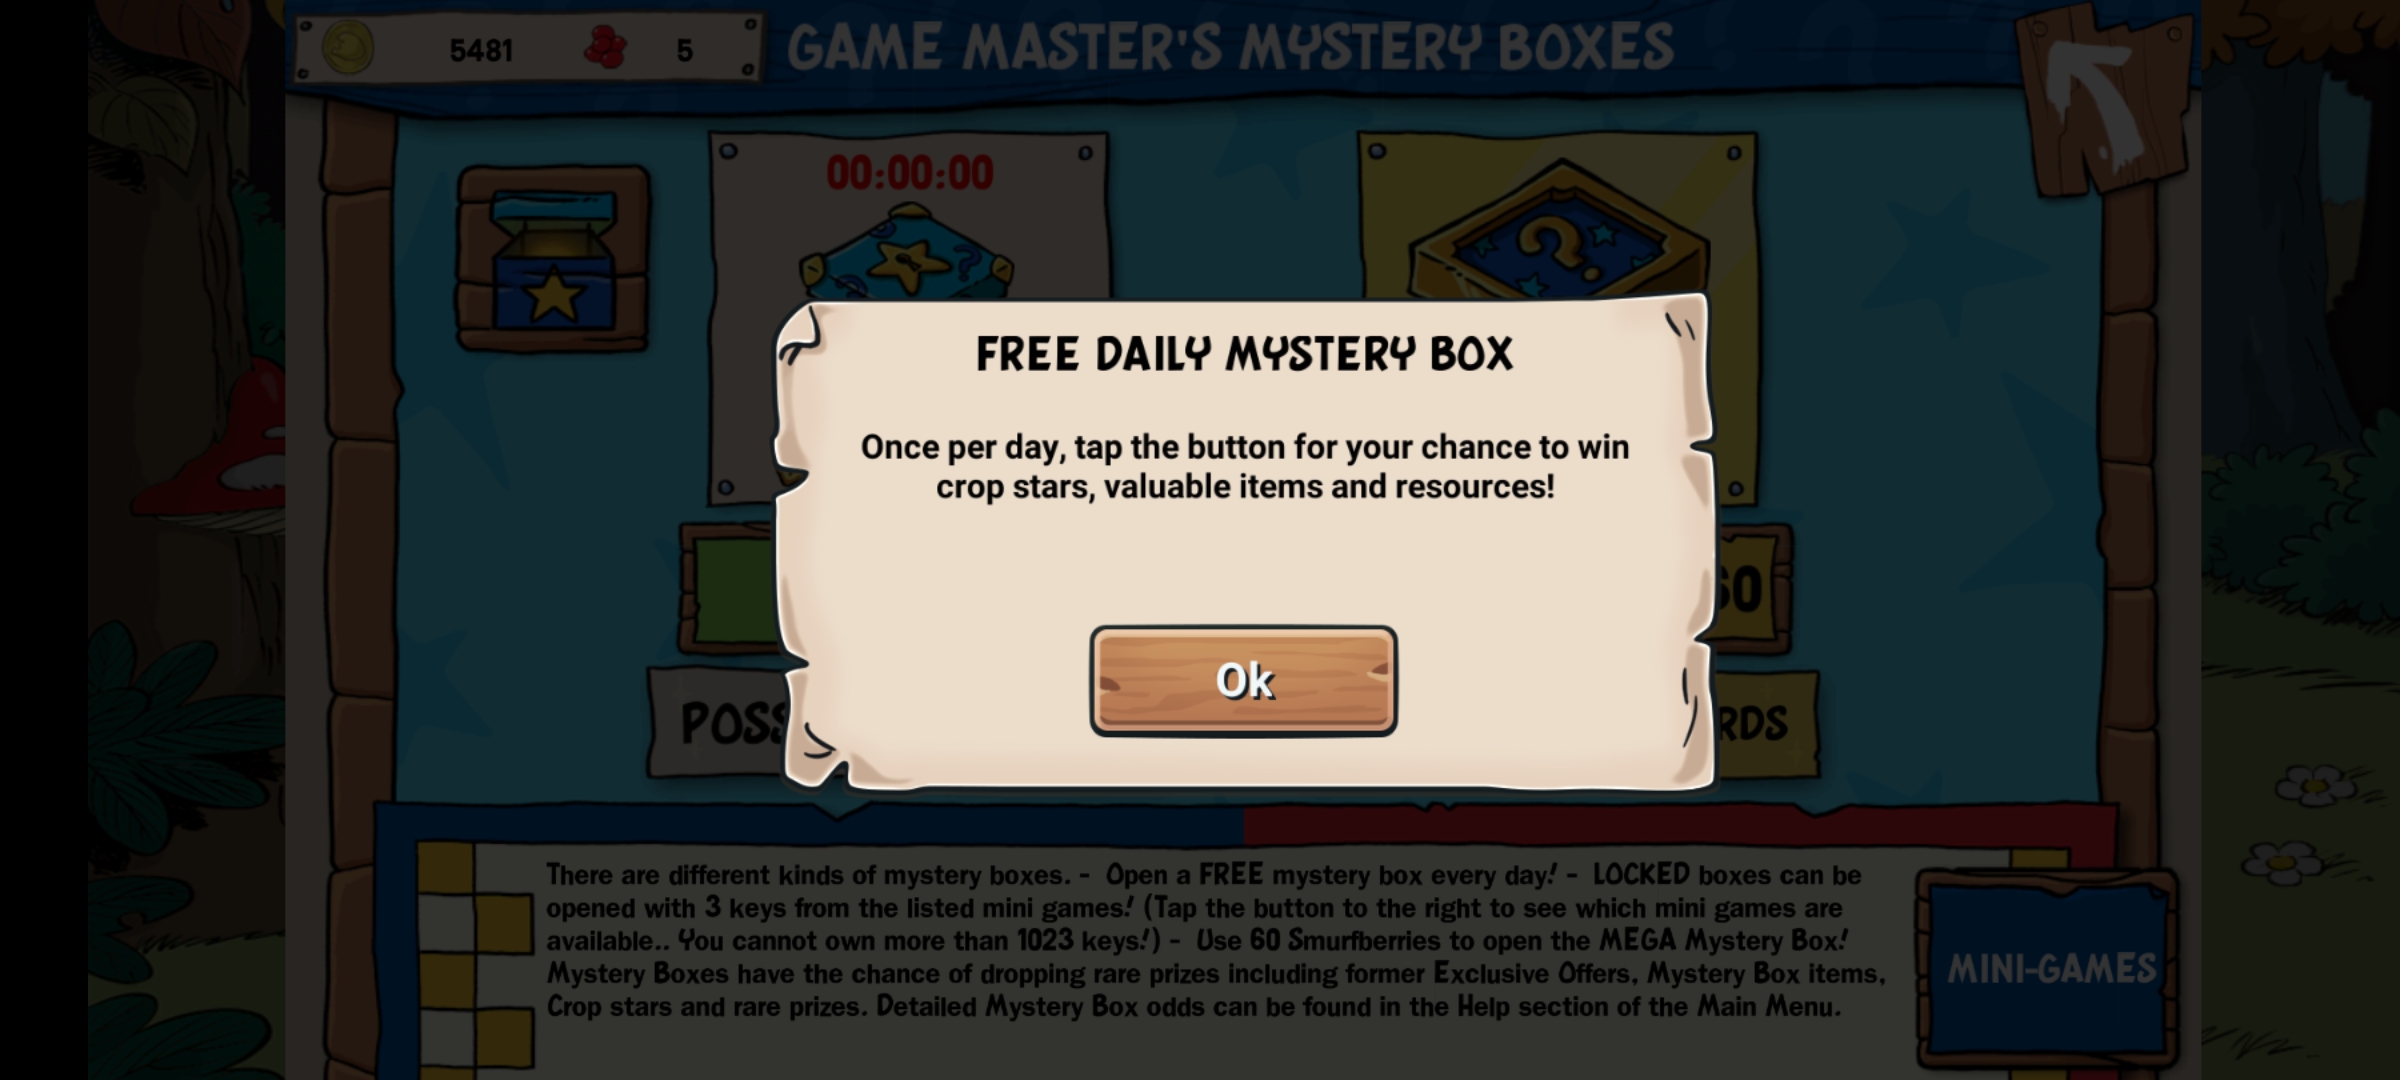 5481
5
GAME MASTER'S MYSTERY BOXES
00:00:00
FREE DAILY MYSTERY BOX
Once per day, tap the button for your chance to win
crop stars, valuable items and resources!
Ok
There are different kinds of mystery boxes. - Open a FREE mystery box every day! - LOCKED boxes can be
opened with 3 keys from the listed mini games! (Tap the button to the right to see which mini games are
available.. You cannot own more than 1023 keys!) - Use 60 Smurfberries to open the MEGA Mystery Box!
Mystery Boxes have the chance of dropping rare prizes including former Exclusive Offers, Mystery Box items,
Crop stars and rare prizes. Detailed Mystery Box odds can be found in the Help section of the Main Menu.
MINI-GAMES